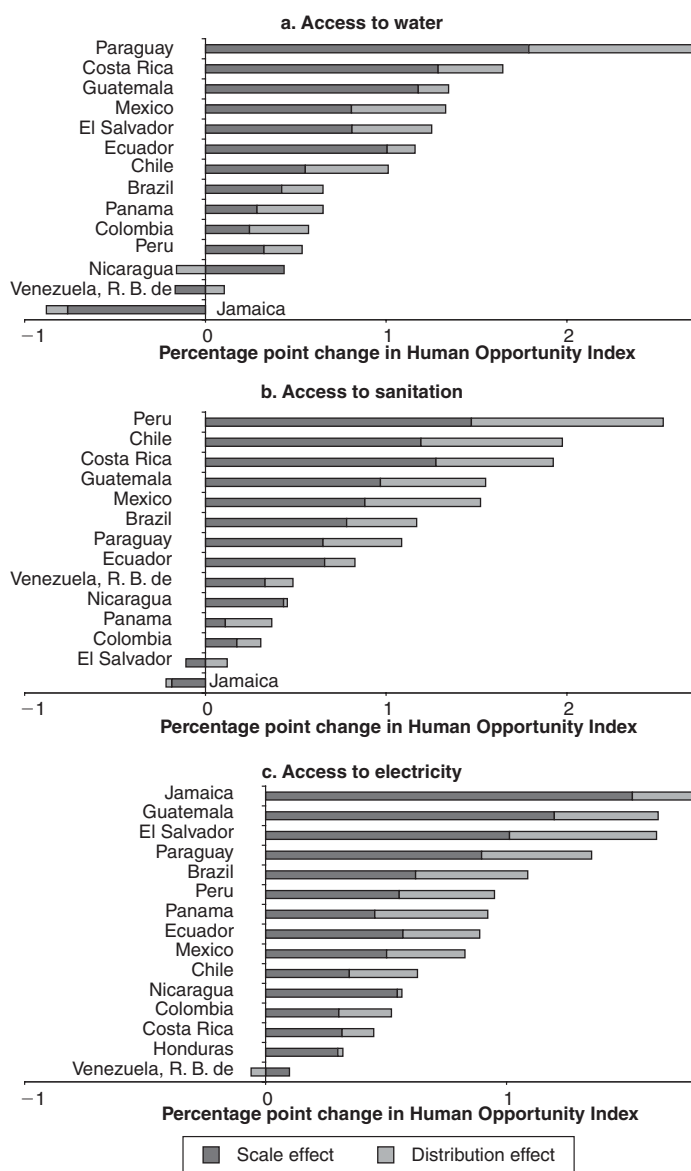 a. Access to water
Paraguay
Costa Rica
Guatemala
Mexico
El Salvador
Ecuador
Chile
Brazil
Panama
Colombia
Peru
Nicaragua
Venezuela, R. B. de
Jamaica
−1 0 1 2
Percentage point change in Human Opportunity Index
b. Access to sanitation
Peru
Chile
Costa Rica
Guatemala
Mexico
Brazil
Paraguay
Ecuador
Venezuela, R. B. de
Nicaragua
Panama
Colombia
El Salvador
Jamaica
−1 0 1 2
Percentage point change in Human Opportunity Index
c. Access to electricity
Jamaica
Guatemala
El Salvador
Paraguay
Brazil
Peru
Panama
Ecuador
Mexico
Chile
Nicaragua
Colombia
Costa Rica
Honduras
Venezuela, R. B. de
−1 0 1
Percentage point change in Human Opportunity Index
Scale effect Distribution effect